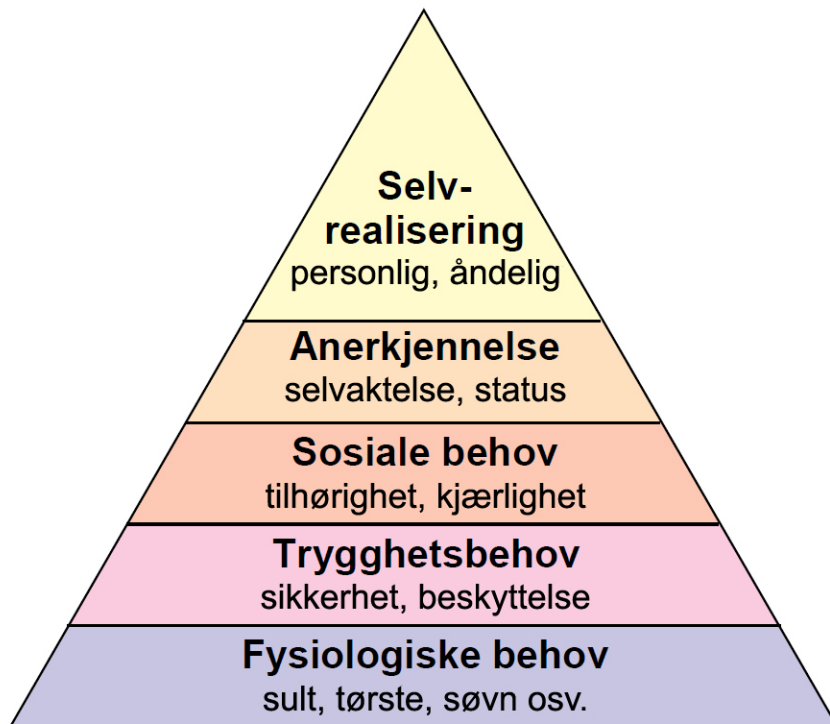 Selv-
realisering
personlig, åndelig
Anerkjennelse
selvaktelse, status
Sosiale behov
tilhørighet, kjærlighet
Trygghetsbehov
sikkerhet, beskyttelse
Fysiologiske behov
sult, tørste, søvn osv.